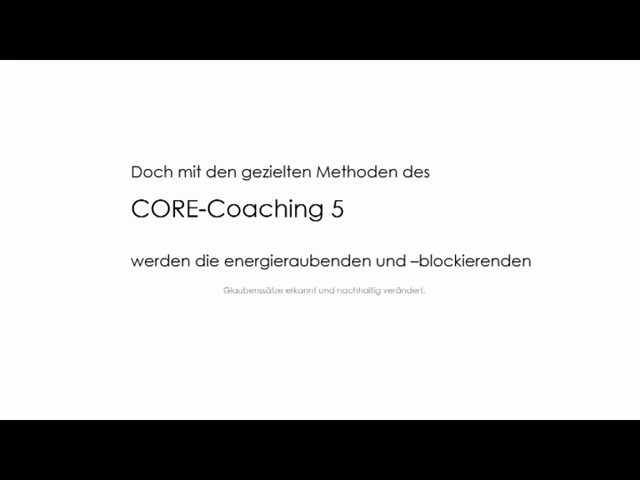 Doch mit den gezielten Methoden des
CORE-Coaching 5
werden die energieraubenden und –blockierenden
Glaubenssätze erkannt und nachhaltig verändert.